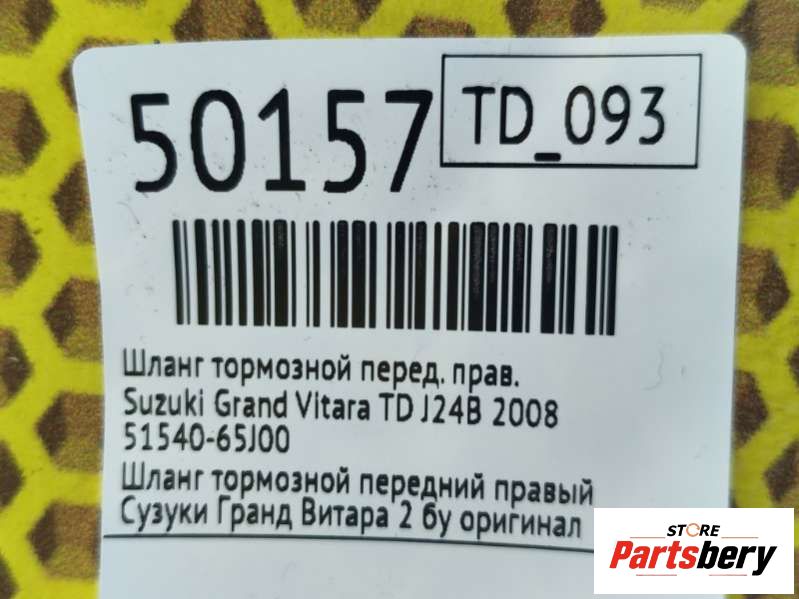 50157
TD_093
Шланг тормозной перед. прав.
Suzuki Grand Vitara TD J24B 2008
51540-65J00
Шланг тормозной передний правый
Сузуки Гранд Витара 2 бу оригинал
STORE
Partsbery